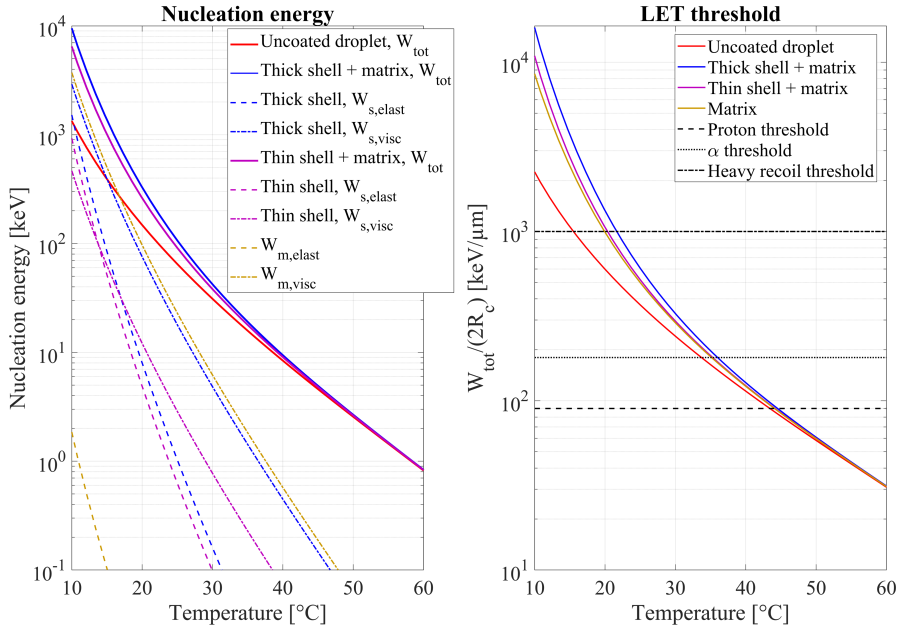 Nucleation energy
Nucleation energy [keV]
10^4
10^3
10^2
10^1
10^0
10^-1
10
20
30
40
50
60
Temperature [°C]
Uncoated droplet, W_tot
Thick shell + matrix, W_tot
Thick shell, W_s,elast
Thick shell, W_s,visc
Thin shell + matrix, W_tot
Thin shell, W_s,elast
Thin shell, W_s,visc
W_m,elast
W_m,visc
LET threshold
W_tot/(2R_c) [keV/μm]
10^4
10^3
10^2
10^1
10
20
30
40
50
60
Temperature [°C]
Uncoated droplet
Thick shell + matrix
Thin shell + matrix
Matrix
Proton threshold
α threshold
Heavy recoil threshold